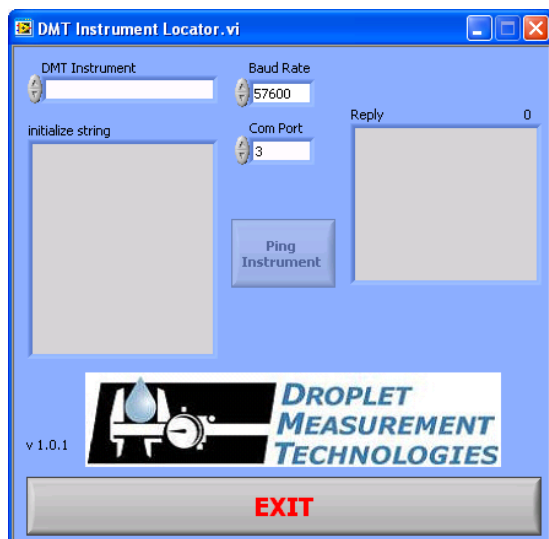 DMT Instrument Locator.vi
DMT Instrument
Baud Rate
57600
initialize string
Com Port
3
Reply
0
Ping
Instrument
DROPLET
MEASUREMENT
TECHNOLOGIES
v 1.0.1
EXIT